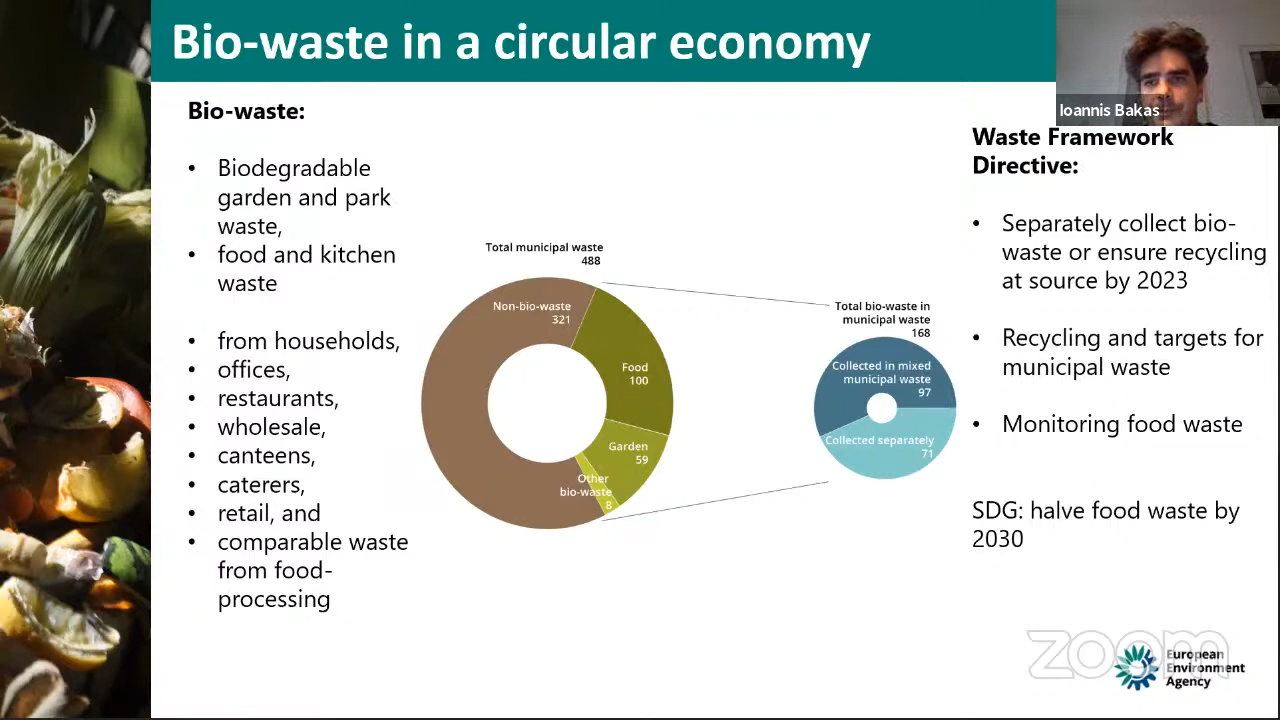 Bio-waste in a circular economy
Ioannis Bakas
Bio-waste:
• Biodegradable
garden and park
waste,
• food and kitchen
waste
• from households,
• offices,
• restaurants,
• wholesale,
• canteens,
• caterers,
• retail, and
• comparable waste
from food-
processing
Total municipal waste
488
Non-bio-waste
321
Food
100
Garden
59
Other
bio-waste
8
Total bio-waste in
municipal waste
168
Collected in mixed
municipal waste
97
Collected separately
71
Waste Framework
Directive:
• Separately collect bio-
waste or ensure recycling
at source by 2023
• Recycling and targets for
municipal waste
• Monitoring food waste
SDG: halve food waste by
2030
zoom
European
Environment
Agency